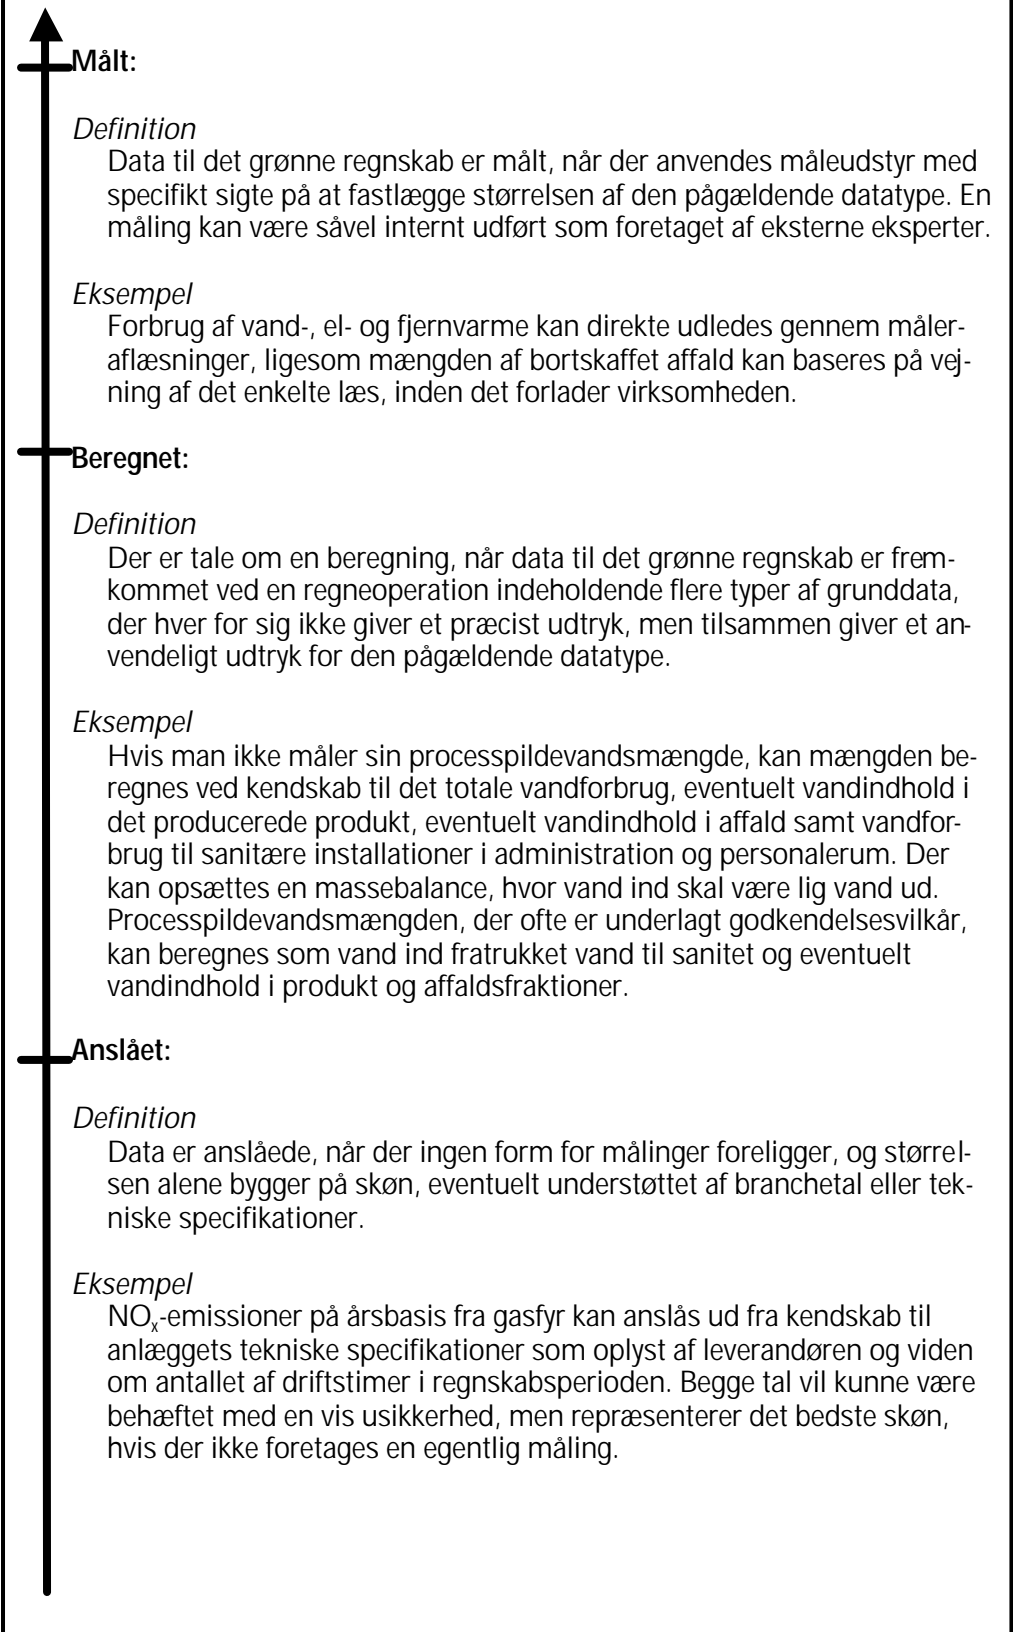 Målt:
Definition
Data til det grønne regnskab er målt, når der anvendes måleudstyr med
specifikt sigte på at fastlægge størrelsen af den pågældende datatype. En
måling kan være såvel internt udført som foretaget af eksterne eksperter.
Eksempel
Forbrug af vand-, el- og fjernvarme kan direkte udledes gennem måler-
aflæsninger, ligesom mængden af bortskaffet affald kan baseres på vej-
ning af det enkelte læs, inden det forlader virksomheden.
Beregnet:
Definition
Der er tale om en beregning, når data til det grønne regnskab er frem-
kommet ved en regneoperation indeholdende flere typer af grunddata,
der hver for sig ikke giver et præcist udtryk, men tilsammen giver et an-
vendeligt udtryk for den pågældende datatype.
Eksempel
Hvis man ikke måler sin processpildevandsmængde, kan mængden be-
regnes ved kendskab til det totale vandforbrug, eventuelt vandindhold i
det producerede produkt, eventuelt vandindhold i affald samt vandfor-
brug til sanitære installationer i administration og personalerum. Der
kan opsættes en massebalance, hvor vand ind skal være lig vand ud.
Processpildevandsmængden, der ofte er underlagt godkendelsesvilkår,
kan beregnes som vand ind fratrukket vand til sanitet og eventuelt
vandindhold i produkt og affaldsfraktioner.
Anslået:
Definition
Data er anslåede, når der ingen form for målinger foreligger, og størrel-
sen alene bygger på skøn, eventuelt understøttet af branchetal eller tek-
niske specifikationer.
Eksempel
NOₓ-emissioner på årsbasis fra gasfyr kan anslås ud fra kendskab til
anlæggets tekniske specifikationer som oplyst af leverandøren og viden
om antallet af driftstimer i regnskabsperioden. Begge tal vil kunne være
behæftet med en vis usikkerhed, men repræsenterer det bedste skøn,
hvis der ikke foretages en egentlig måling.